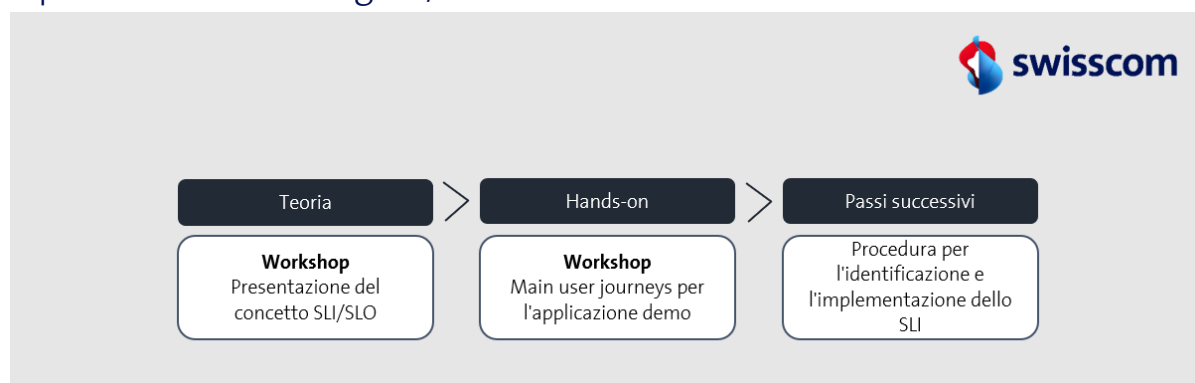 swisscom
Teoria
Hands-on
Passi successivi
Workshop
Presentazione del
concetto SLI/SLO
Workshop
Main user journeys per
l'applicazione demo
Procedura per
l'identificazione e
l'implementazione dello
SLI